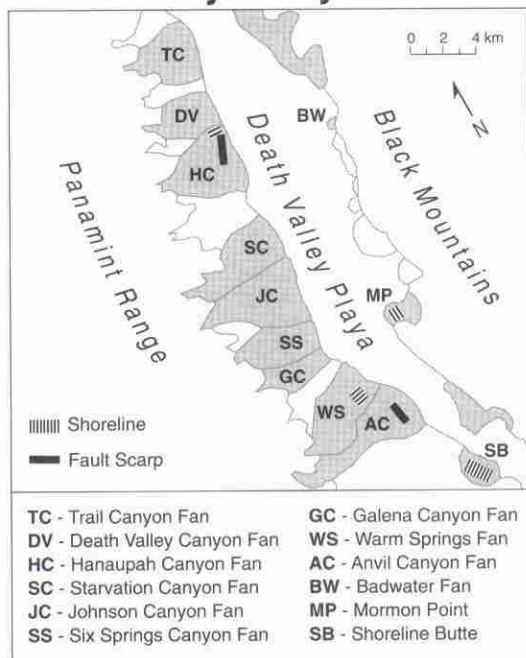 TC
0 2 4 km
DV
BW
N
HC
Death Valley Playa
Black Mountains
Panamint Range
SC
JC
MP
SS
GC
WS
AC
SB
Shoreline
Fault Scarp
TC - Trail Canyon Fan
DV - Death Valley Canyon Fan
HC - Hanaupah Canyon Fan
SC - Starvation Canyon Fan
JC - Johnson Canyon Fan
SS - Six Springs Canyon Fan
GC - Galena Canyon Fan
WS - Warm Springs Fan
AC - Anvil Canyon Fan
BW - Badwater Fan
MP - Mormon Point
SB - Shoreline Butte